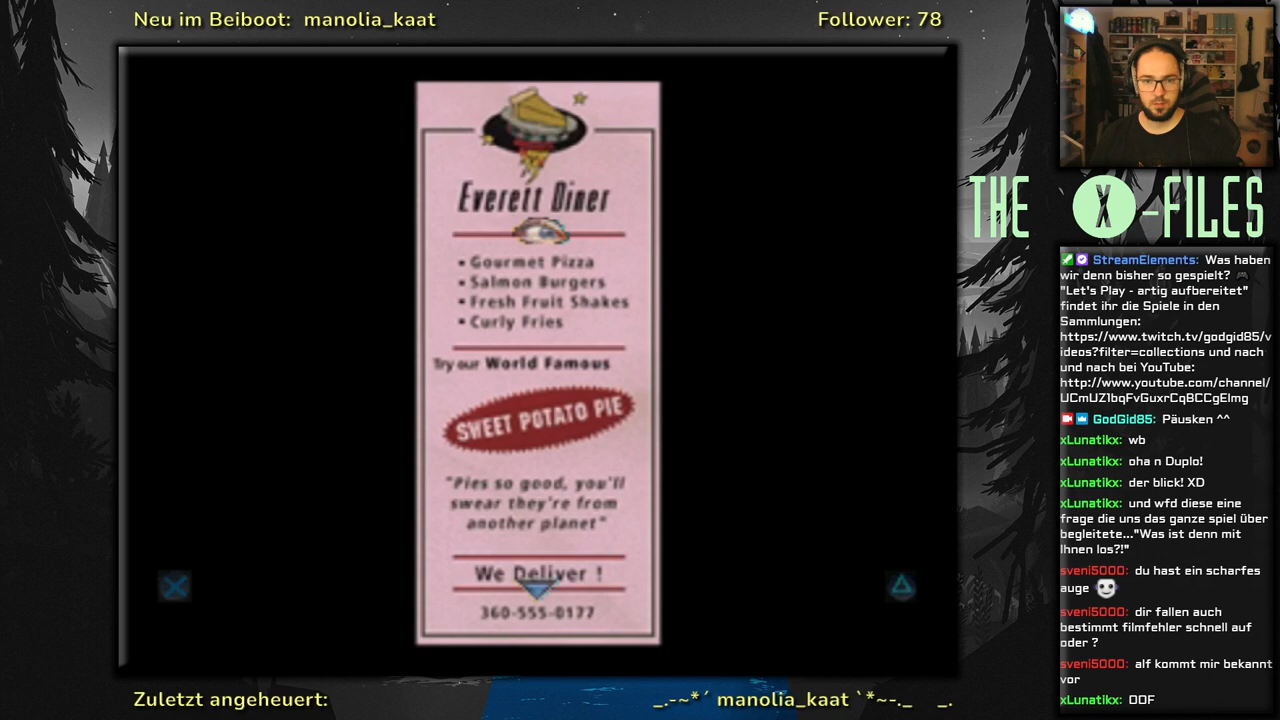 Neu im Beiboot: manolia_kaat
Follower: 78
Everett Diner
• Gourmet Pizza
• Salmon Burgers
• Fresh Fruit Shakes
• Curly Fries
Try our World Famous
SWEET POTATO PIE
"Pies so good, you'll
swear they're from
another planet"
We Deliver !
360-555-0177
THE X-FILES
StreamElements: Was haben
wir denn bisher so gespielt? 🎮
"Let's Play - artig aufbereitet"
findet ihr die Spiele in den
Sammlungen:
https://www.twitch.tv/godgid85/v
ideos?filter=collections und nach
und nach bei YouTube:
http://www.youtube.com/channel/
UCmUZ1bqFvGuxrCqBCCgElmg
GodGid85: Päusken ^^
xLunatikx: wb
xLunatikx: oha n Duplo!
xLunatikx: der blick! XD
xLunatikx: und wfd diese eine
frage die uns das ganze spiel über
begleitete..."Was ist denn mit
Ihnen los?!"
sveni5000: du hast ein scharfes
auge
sveni5000: dir fallen auch
bestimmt filmfehler schnell auf
oder ?
sveni5000: alf kommt mir bekannt
vor
xLunatikx: DOF
Zuletzt angeheuert:
_.-~*´ manolia_kaat `*~-._ _.